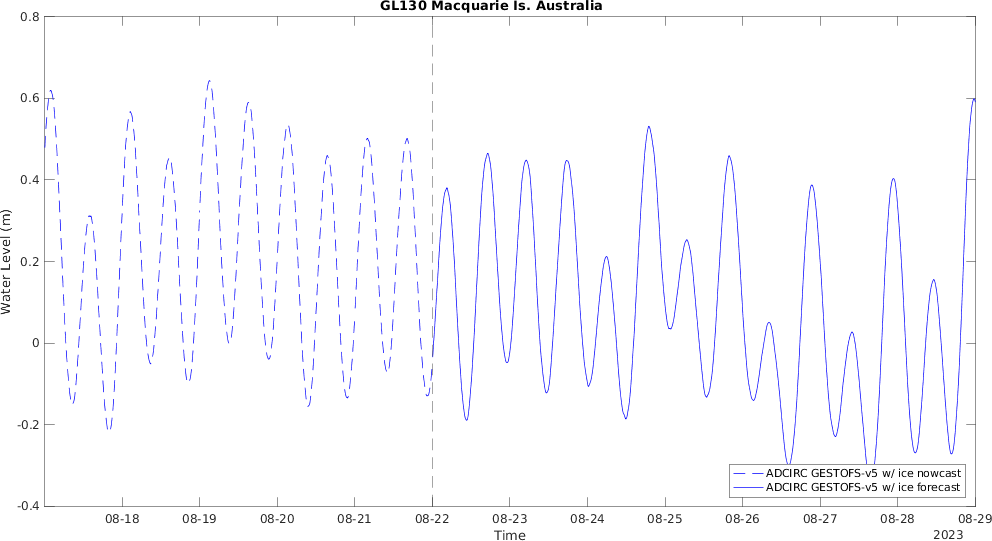 GL130 Macquarie Is. Australia
Water Level (m)
0.8
0.6
0.4
0.2
0
-0.2
-0.4
08-18 08-19 08-20 08-21 08-22 08-23 08-24 08-25 08-26 08-27 08-28 08-29
Time
2023
ADCIRC GESTOFS-v5 w/ ice nowcast
ADCIRC GESTOFS-v5 w/ ice forecast